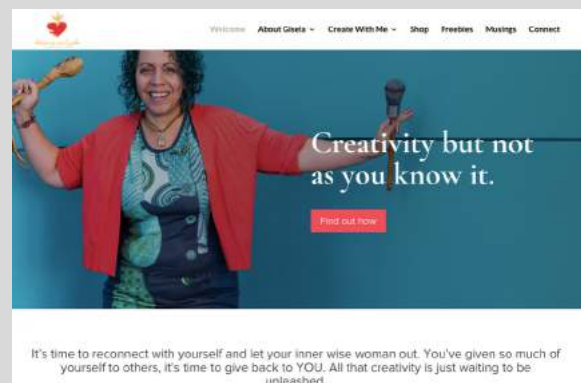 Welcome About Gisela Create With Me Shop Freebies Musings Connect
Creativity but not
as you know it.
Find out how
It's time to reconnect with yourself and let your inner wise woman out. You've given so much of
yourself to others, it's time to give back to YOU. All that creativity is just waiting to be
unleashed